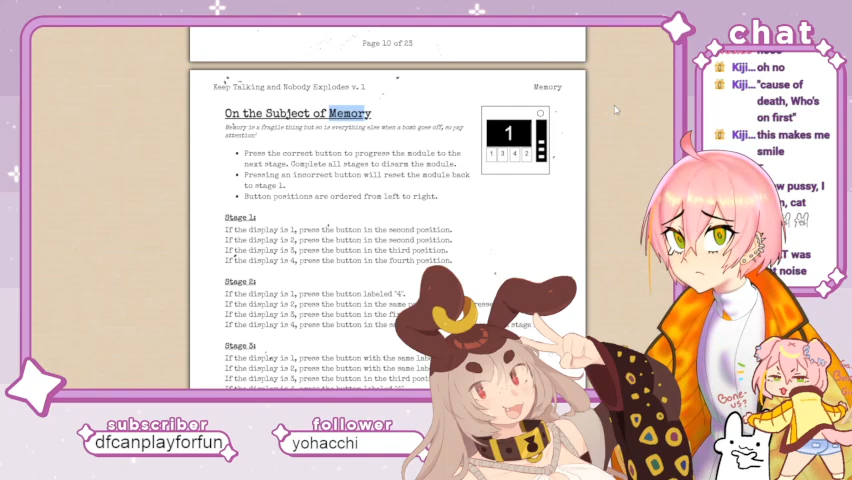 Page 10 of 23
Keep Talking and Nobody Explodes v. 1
Memory
On the Subject of Memory
Memory is a fragile thing but so is everything else when a bomb goes off, so pay
attention!
1
1 3 4 2
• Press the correct button to progress the module to the
next stage. Complete all stages to disarm the module.
• Pressing an incorrect button will reset the module back
to stage 1.
• Button positions are ordered from left to right.
Stage 1:
If the display is 1, press the button in the second position.
If the display is 2, press the button in the second position.
If the display is 3, press the button in the third position.
If the display is 4, press the button in the fourth position.
Stage 2:
If the display is 1, press the button labeled "4".
If the display is 2, press the button in the same
If the display is 3, press the button in the
If the display is 4, press the button in the
stage
Stage 3:
If the display is 1, press the button with the same
If the display is 2, press the button with the same
If the display is 3, press the button in the third
chat
Kiji... oh no
Kiji... "cause of
death, Who's
on first"
Kiji... this makes me
smile
pussy, I
cat
was
noise
BONE-
US?
subscriber
dfcanplayforfun
follower
yohacchi